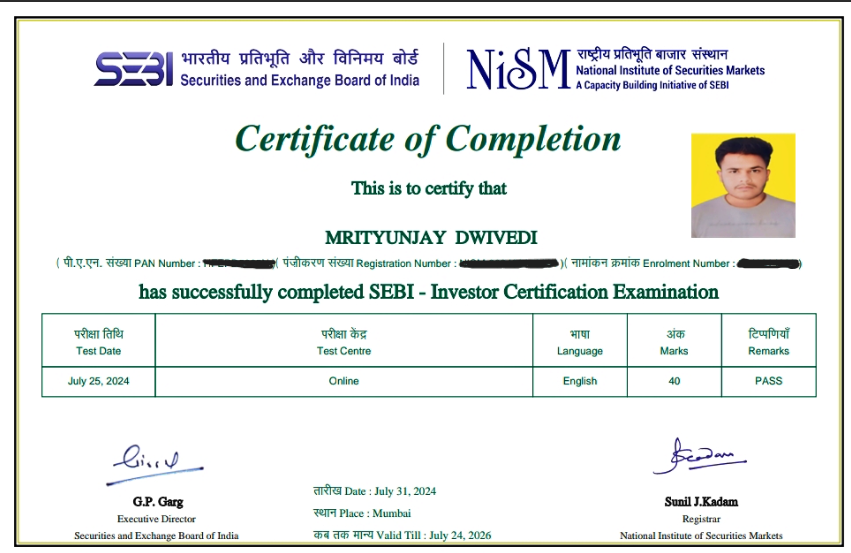 SEBI भारतीय प्रतिभूति और विनिमय बोर्ड
Securities and Exchange Board of India
NiSM राष्ट्रीय प्रतिभूति बाजार संस्थान
National Institute of Securities Markets
A Capacity Building Initiative of SEBI
Certificate of Completion
This is to certify that
MRITYUNJAY DWIVEDI
( पी.ए.एन. संख्या PAN Number : ( पंजीकरण संख्या Registration Number : )( नामांकन क्रमांक Enrolment Number : )
has successfully completed SEBI - Investor Certification Examination
परीक्षा तिथि परीक्षा केंद्र भाषा अंक टिप्पणियाँ
Test Date Test Centre Language Marks Remarks
July 25, 2024 Online English 40 PASS
G.P. Garg
Executive Director
Securities and Exchange Board of India
तारीख Date : July 31, 2024
स्थान Place : Mumbai
कब तक मान्य Valid Till : July 24, 2026
Sunil J.Kadam
Registrar
National Institute of Securities Markets